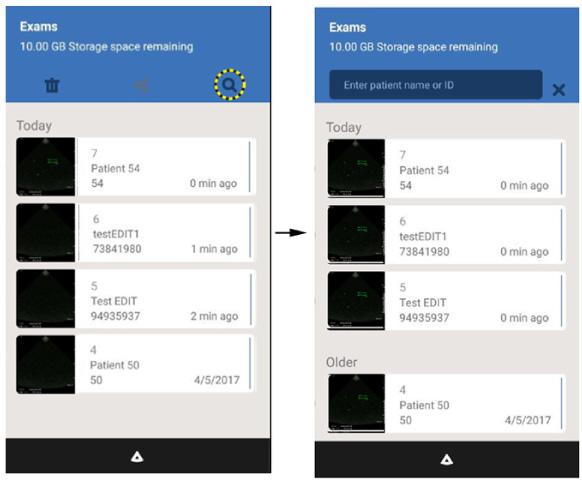 Exams
10.00 GB Storage space remaining
Today
7
Patient 54
54 0 min ago
6
testEDIT1
73841980 1 min ago
5
Test EDIT
94935937 2 min ago
4
Patient 50
50 4/5/2017
Exams
10.00 GB Storage space remaining
Enter patient name or ID
Today
7
Patient 54
54 0 min ago
6
testEDIT1
73841980 0 min ago
5
Test EDIT
94935937 0 min ago
Older
4
Patient 50
50 4/5/2017